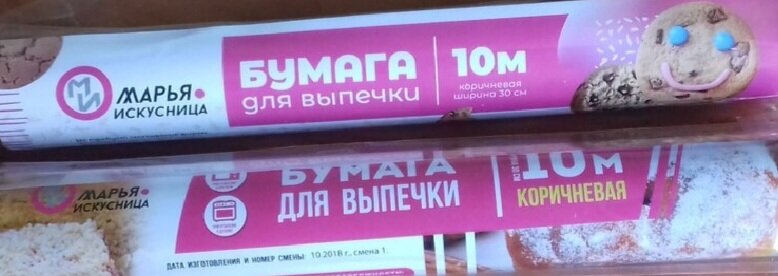 МИ
МАРЬЯ
ИСКУСНИЦА
БУМАГА
для выпечки
10м
коричневая
ширина 30 см
МАРЬЯ
ИСКУСНИЦА
БУМАГА
ДЛЯ ВЫПЕЧКИ
10м
КОРИЧНЕВАЯ
ДАТА ИЗГОТОВЛЕНИЯ И НОМЕР СМЕНЫ: 10.2018 г., смена 1.